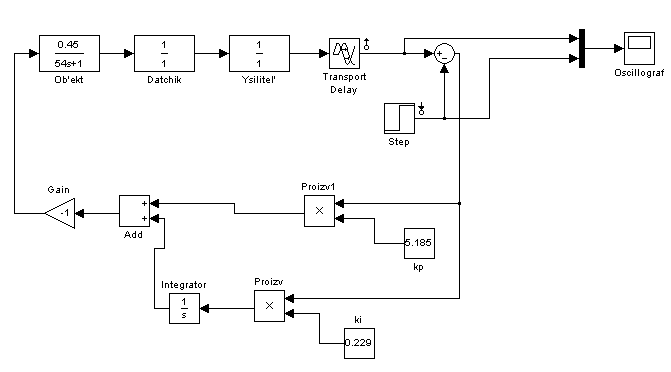 0.45
54s+1
Ob'ekt
1
1
Datchik
1
1
Ysilitel'
Transport
Delay
+
−
Oscillograf
Step
Gain
-1
+
+
Add
Proizv1
×
5.185
kp
Integrator
1
s
Proizv
×
ki
0.229